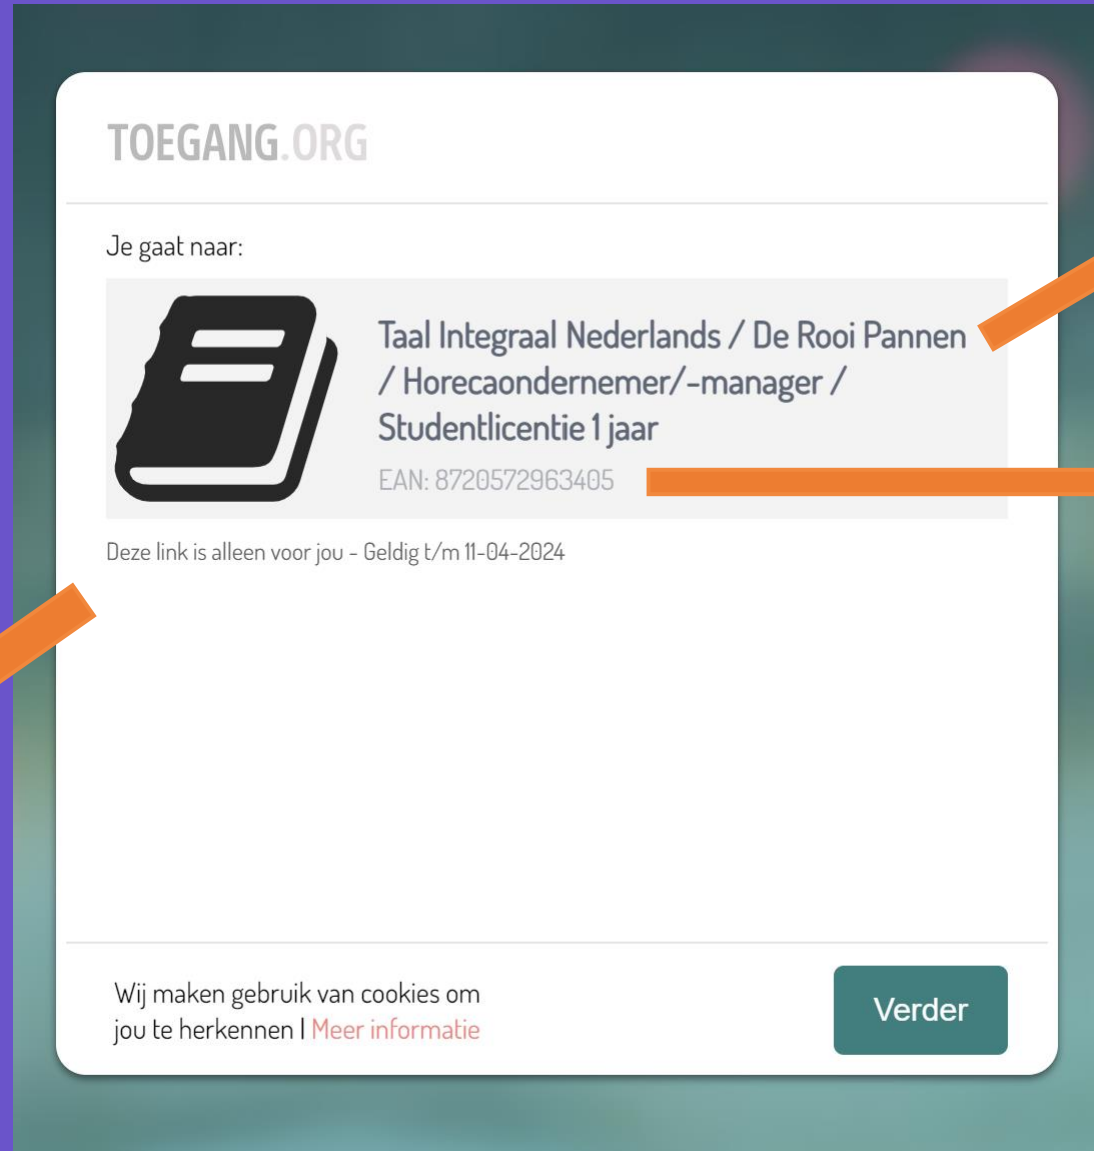 TOEGANG.ORG
Je gaat naar:
Taal Integraal Nederlands / De Rooi Pannen
/ Horecaondernemer/-manager /
Studentlicentie 1 jaar
EAN: 8720572963405
Deze link is alleen voor jou - Geldig t/m 11-04-2024
Wij maken gebruik van cookies om
jou te herkennen | Meer informatie
Verder